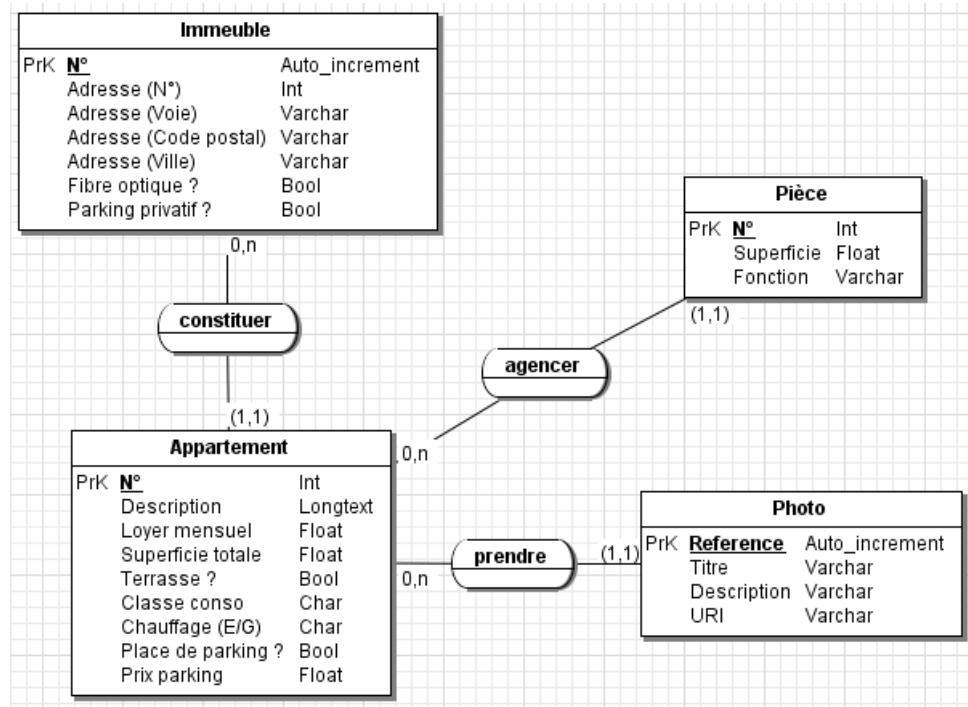 Immeuble
PrK N° Auto_increment
Adresse (N°) Int
Adresse (Voie) Varchar
Adresse (Code postal) Varchar
Adresse (Ville) Varchar
Fibre optique ? Bool
Parking privatif ? Bool
0,n
constituer
(1,1)
Pièce
PrK N° Int
Superficie Float
Fonction Varchar
(1,1)
agencer
0,n
Appartement
PrK N° Int
Description Longtext
Loyer mensuel Float
Superficie totale Float
Terrasse ? Bool
Classe conso Char
Chauffage (E/G) Char
Place de parking ? Bool
Prix parking Float
0,n
prendre
(1,1)
Photo
PrK Reference Auto_increment
Titre Varchar
Description Varchar
URI Varchar